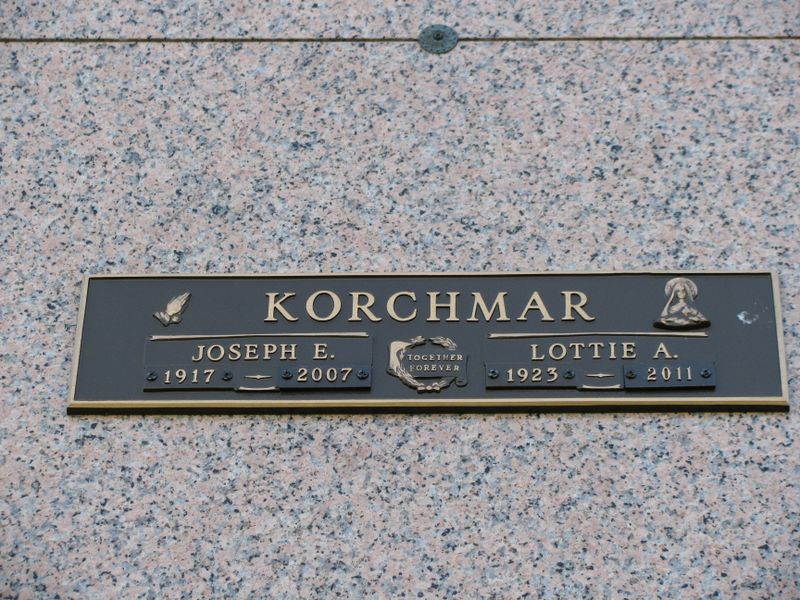 KORCHMAR
JOSEPH E.
1917 2007
TOGETHER
FOREVER
LOTTIE A.
1923 2011